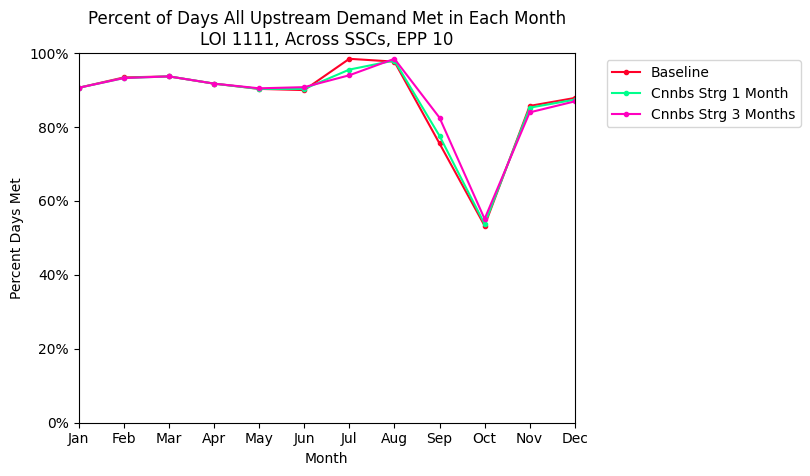 Percent of Days All Upstream Demand Met in Each Month
LOI 1111, Across SSCs, EPP 10
Baseline
Cnnbs Strg 1 Month
Cnnbs Strg 3 Months
Percent Days Met
100%
80%
60%
40%
20%
0%
Jan Feb Mar Apr May Jun Jul Aug Sep Oct Nov Dec
Month